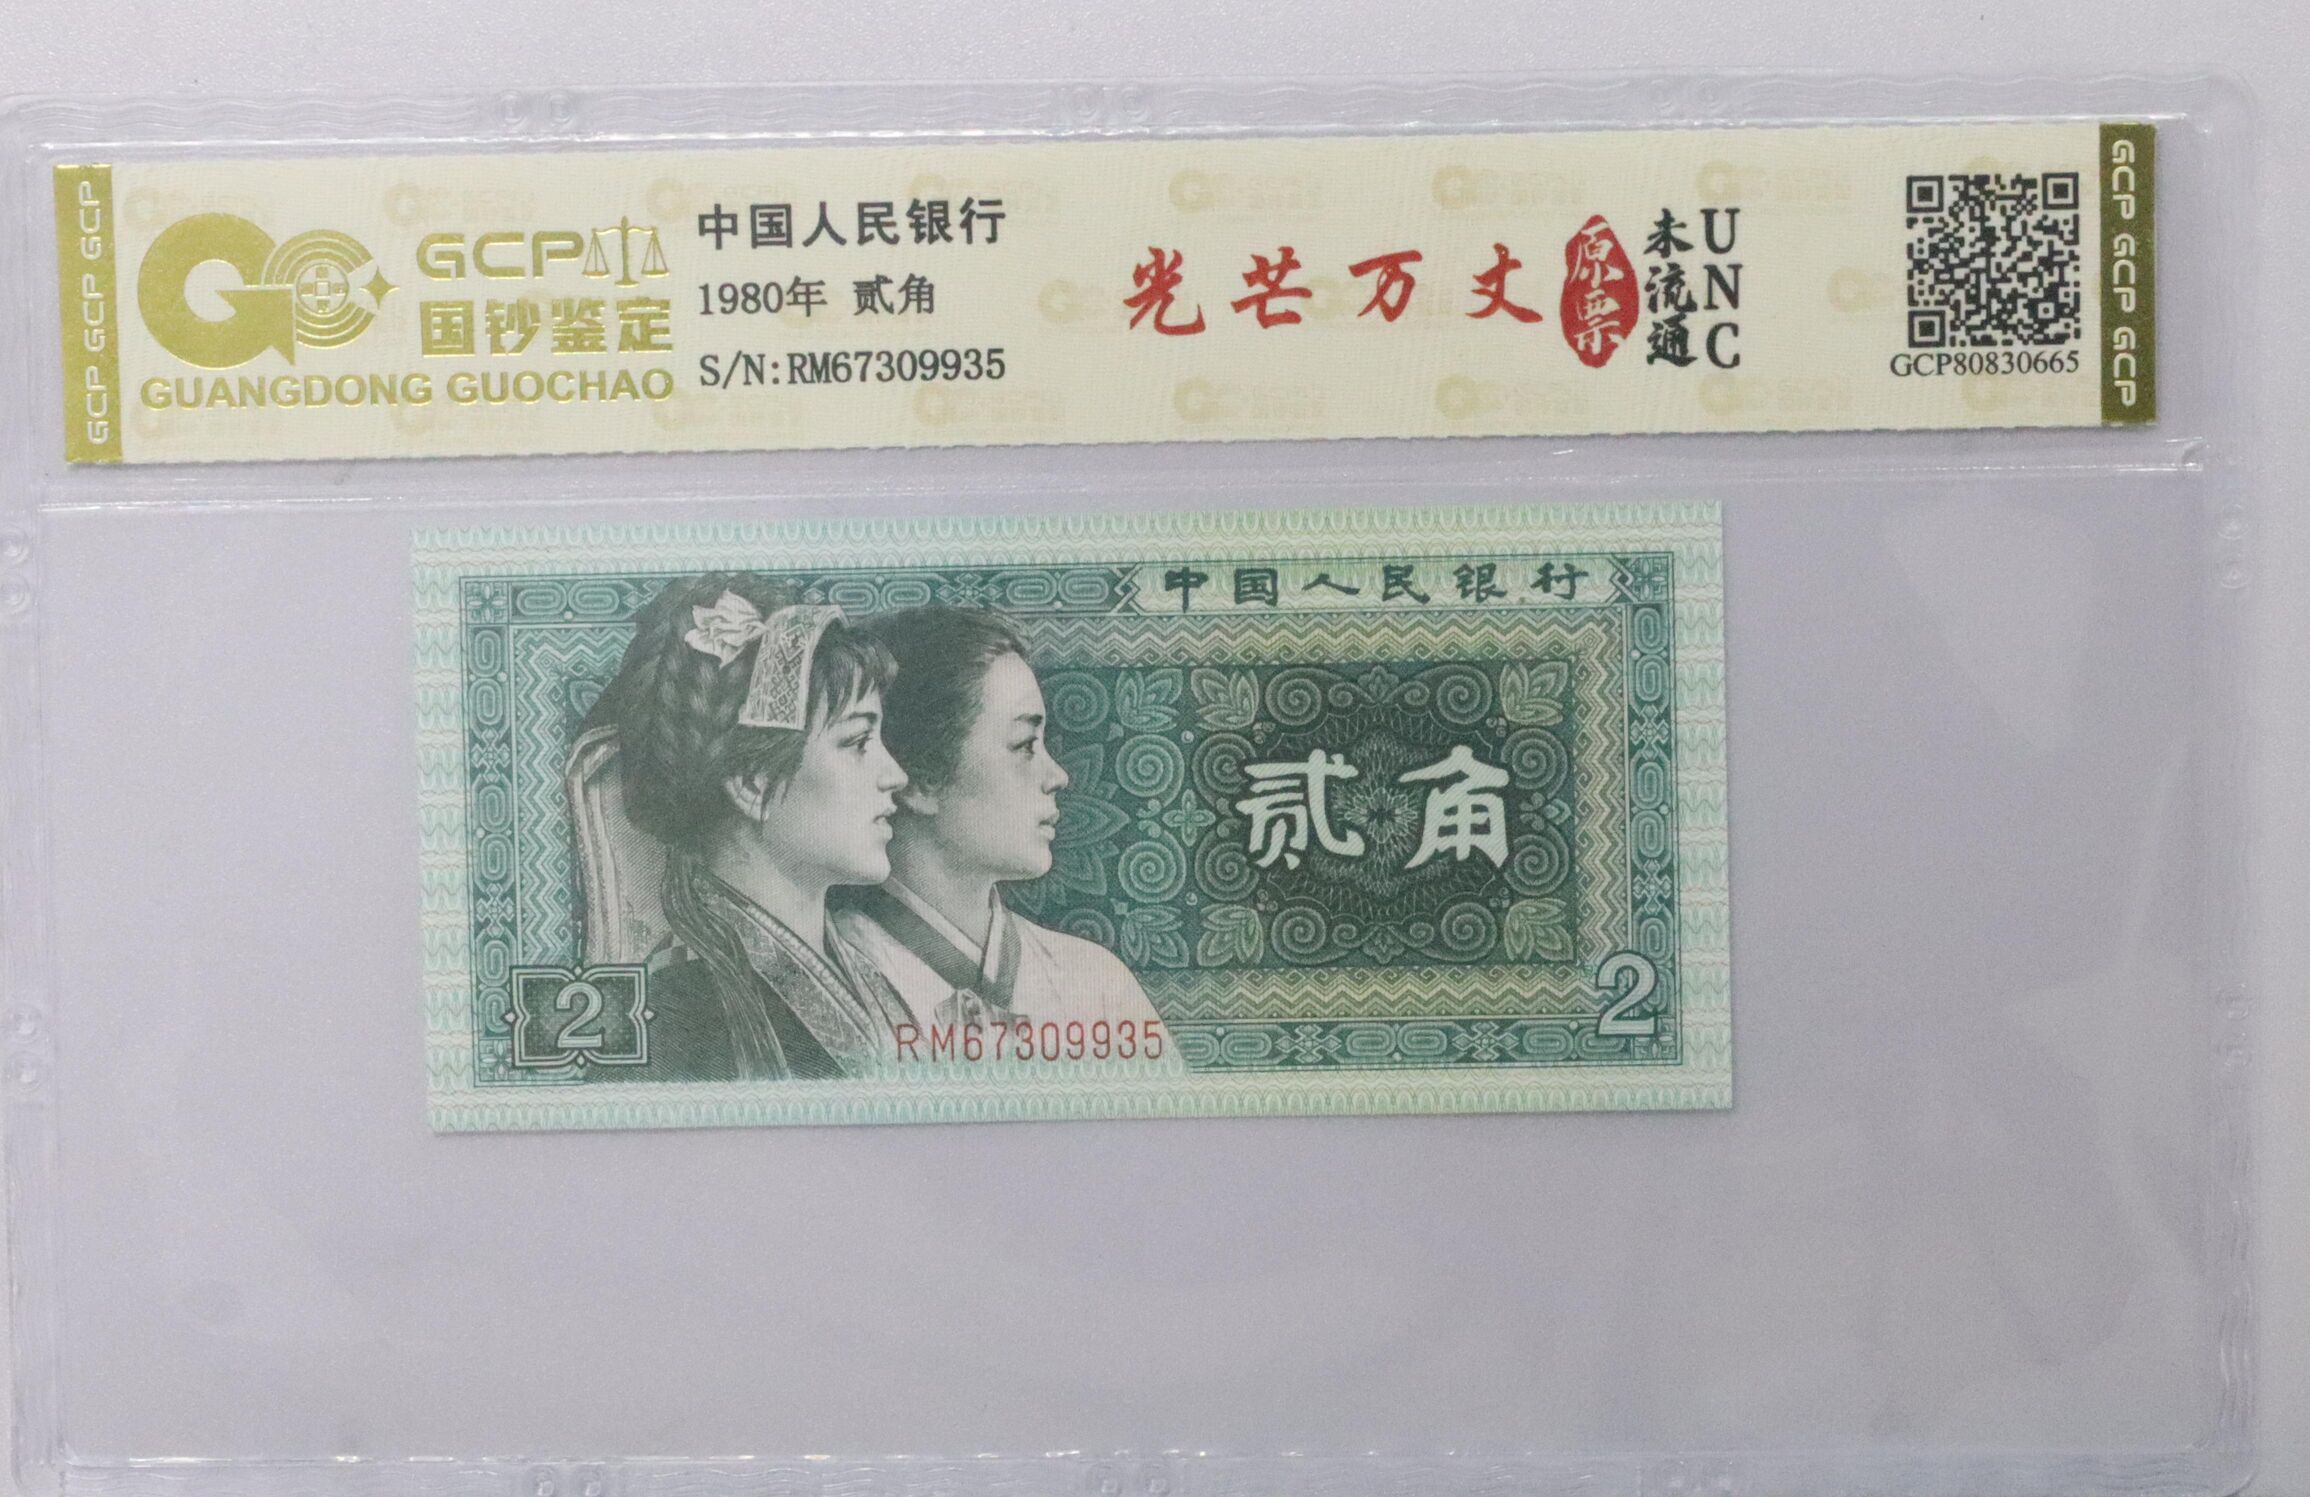 GCP GCP GCP
GCP
国钞鉴定
GUANGDONG GUOCHAO
中国人民银行
1980年 贰角
S/N:RM67309935
光芒万丈
原票
未流通
UNC
GCP80830665
GCP GCP GCP
中国人民银行
贰角
2
RM67309935
2